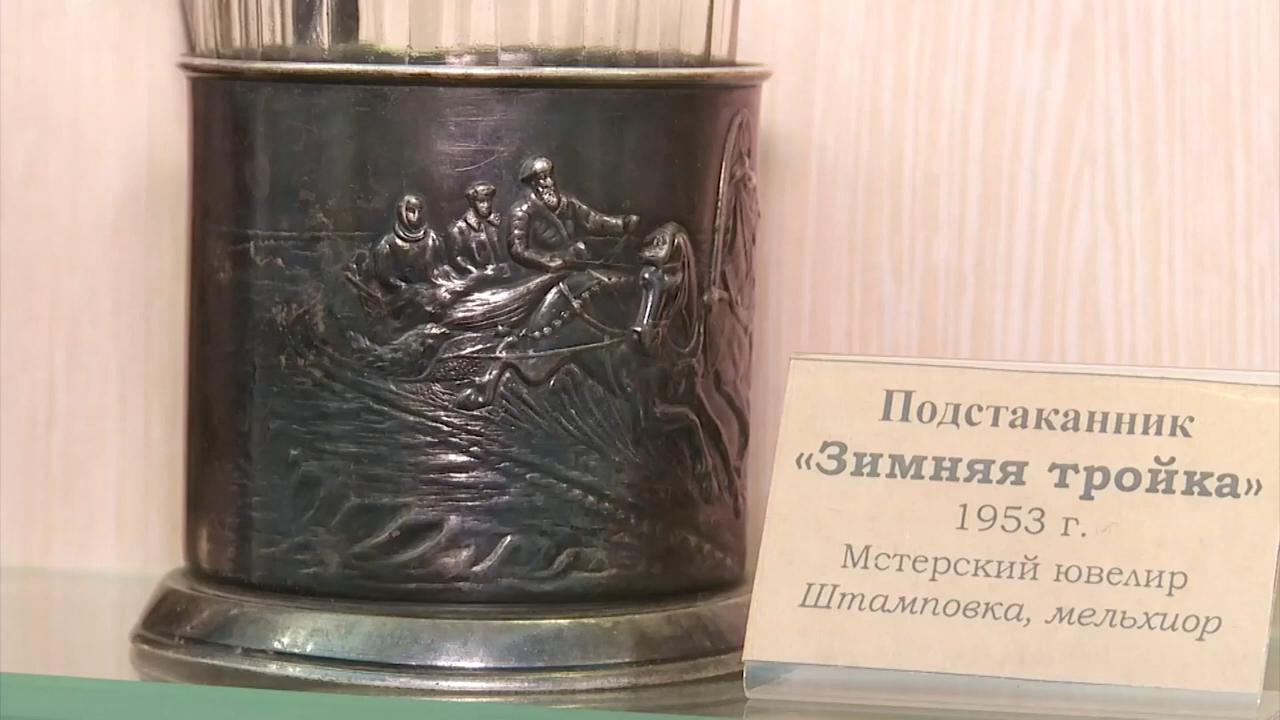 Подстаканник
«Зимняя тройка»
1953 г.
Мстерский ювелир
Штамповка, мельхиор